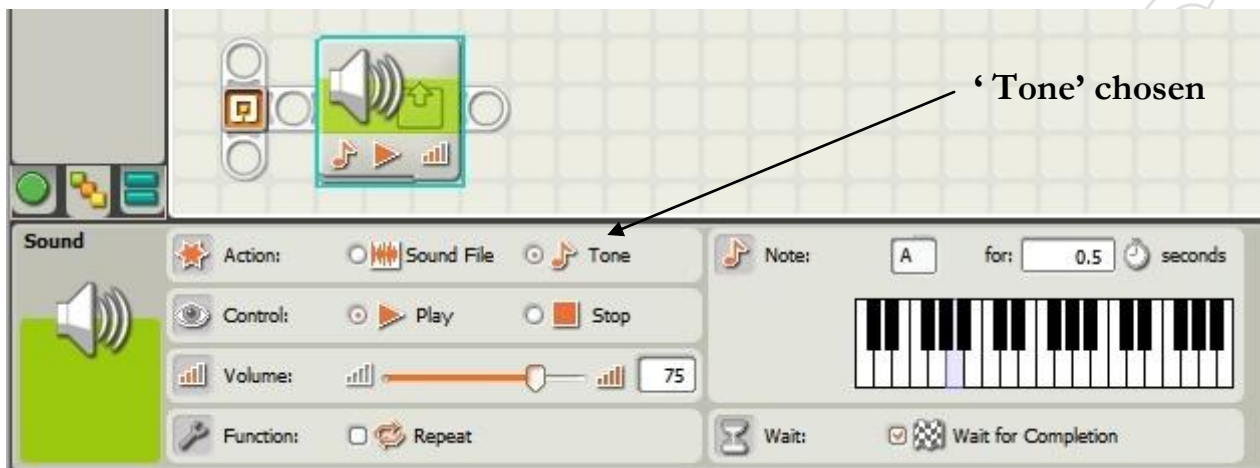 ‘ Tone’ chosen
Sound
Action: Sound File Tone
Control: Play Stop
Volume: 75
Function: Repeat
Note: A for: 0.5 seconds
Wait: Wait for Completion